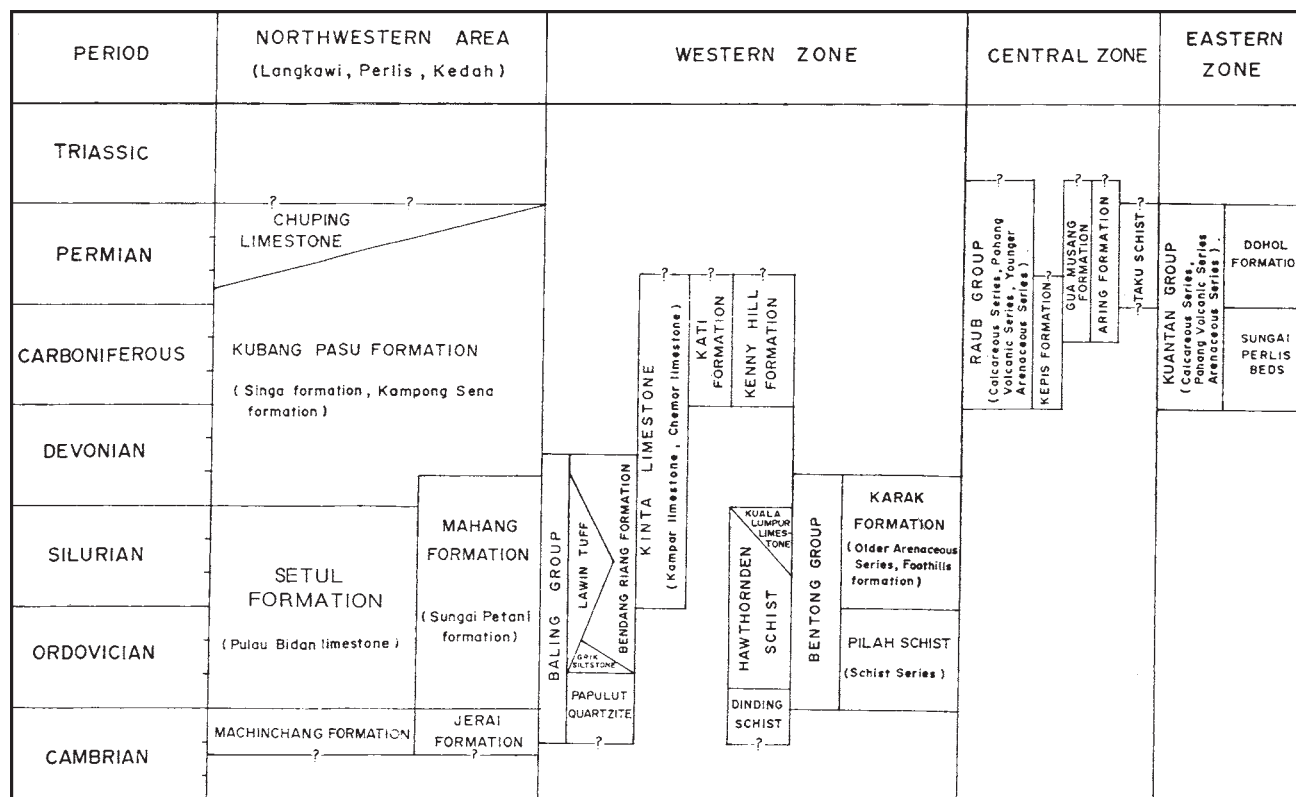 PERIOD
NORTHWESTERN AREA
(Langkawi, Perlis, Kedah)
WESTERN ZONE
CENTRAL ZONE
EASTERN
ZONE
TRIASSIC
PERMIAN
CARBONIFEROUS
DEVONIAN
SILURIAN
ORDOVICIAN
CAMBRIAN
? ?
CHUPING
LIMESTONE
KUBANG PASU FORMATION
(Singa formation, Kampong Sena
formation)
SETUL
FORMATION
(Pulau Bidan limestone)
MAHANG
FORMATION
(Sungai Petani
formation)
MACHINCHANG FORMATION
?
JERAI
FORMATION
?
BALING GROUP
LAWIN TUFF
BENDANG RIANG FORMATION
GRIK
SILTSTONE
PAPULUT
QUARTZITE
?
?
KINTA LIMESTONE
(Kampar limestone, Chemor limestone)
?
KATI
FORMATION
?
KENNY HILL
FORMATION
KUALA
LUMPUR
LIMES-
TONE
HAWTHORNDEN
SCHIST
DINDING
SCHIST
?
BENTONG GROUP
KARAK
FORMATION
(Older Arenaceous
Series, Foothills
formation)
PILAH SCHIST
(Schist Series)
?
RAUB GROUP
(Calcareous Series, Pahang
Volcanic Series, Younger
Arenaceous Series).
?
KEPIS FORMATION
?
GUA MUSANG
FORMATION
?
ARING FORMATION
?
TAKU SCHIST
?
KUANTAN GROUP
(Calcareous Series,
Pahang Volcanic Series
Arenaceous Series).
DOHOL
FORMATION
SUNGAI
PERLIS
BEDS